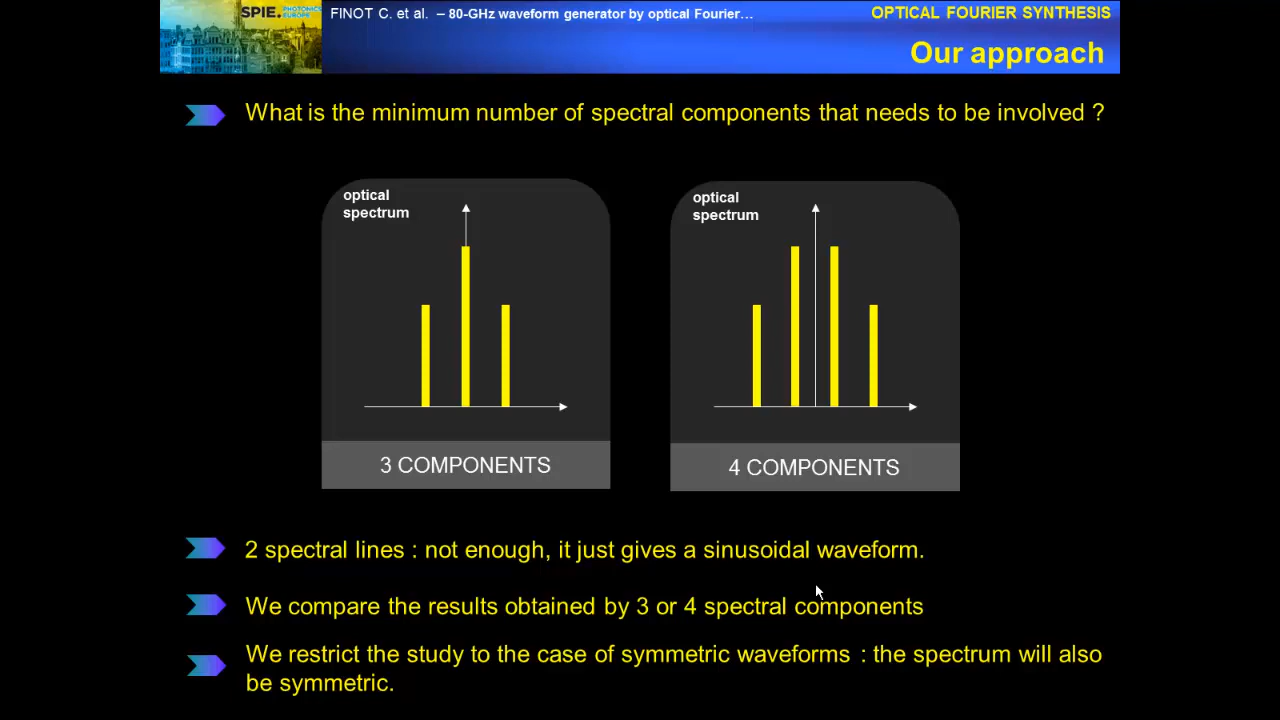 SPIE. PHOTONICS EUROPE
FINOT C. et al. – 80-GHz waveform generator by optical Fourier…
OPTICAL FOURIER SYNTHESIS
Our approach
What is the minimum number of spectral components that needs to be involved ?
optical
spectrum
3 COMPONENTS
optical
spectrum
4 COMPONENTS
2 spectral lines : not enough, it just gives a sinusoidal waveform.
We compare the results obtained by 3 or 4 spectral components
We restrict the study to the case of symmetric waveforms : the spectrum will also
be symmetric.